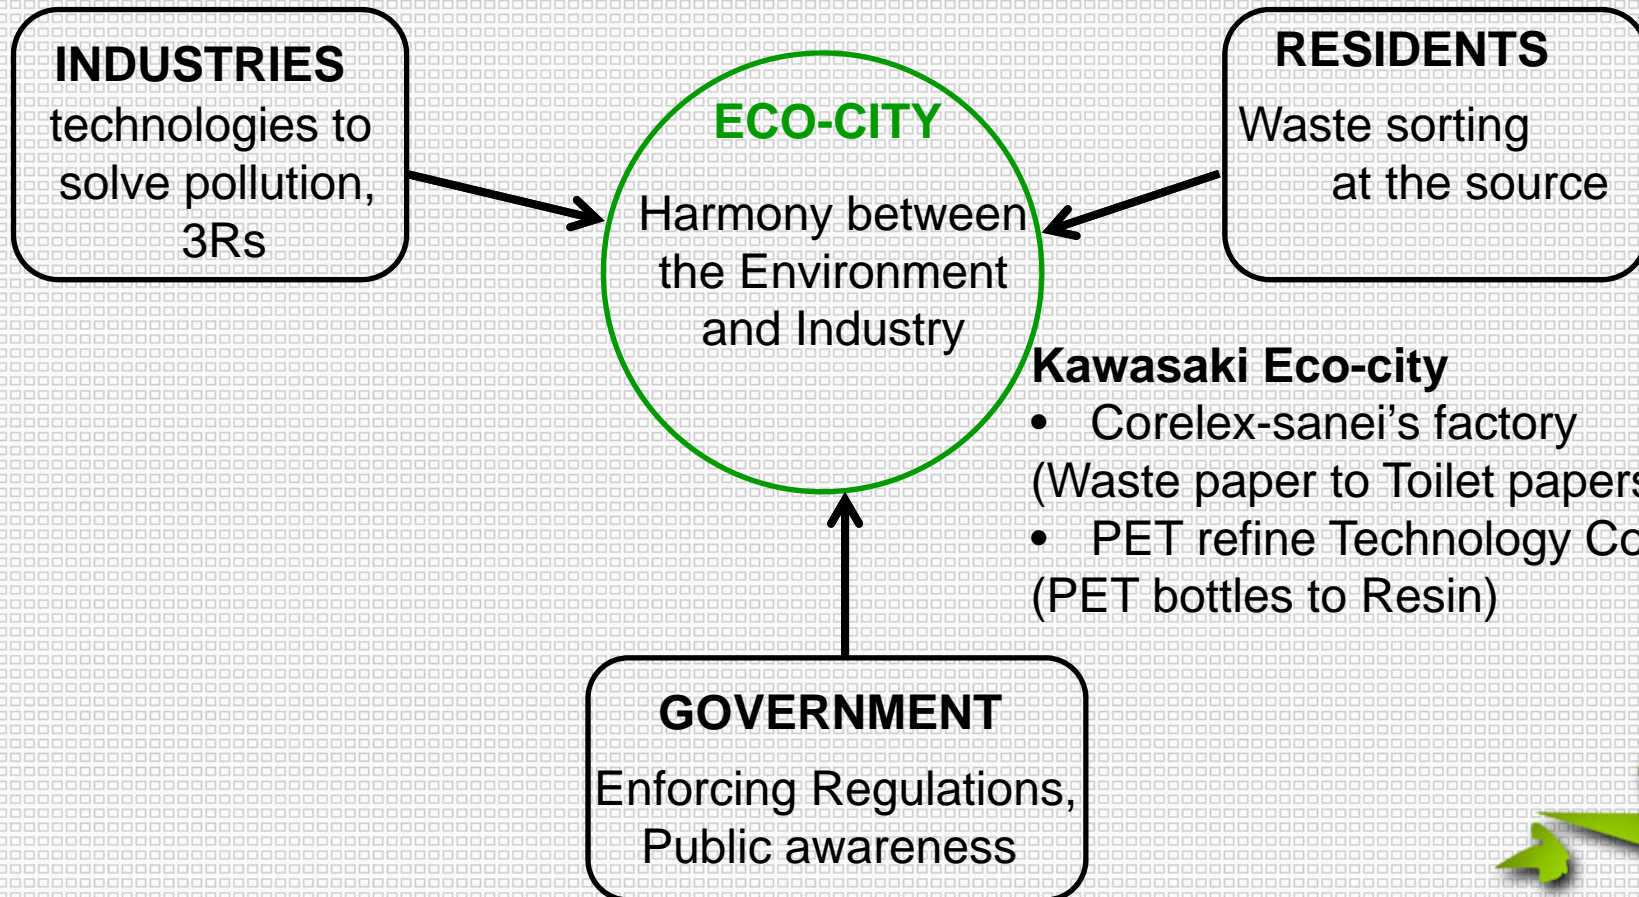 INDUSTRIES
technologies to
solve pollution,
3Rs
ECO-CITY
Harmony between
the Environment
and Industry
RESIDENTS
Waste sorting
at the source
Kawasaki Eco-city
• Corelex-sanei's factory
(Waste paper to Toilet papers
• PET refine Technology Co
(PET bottles to Resin)
GOVERNMENT
Enforcing Regulations,
Public awareness